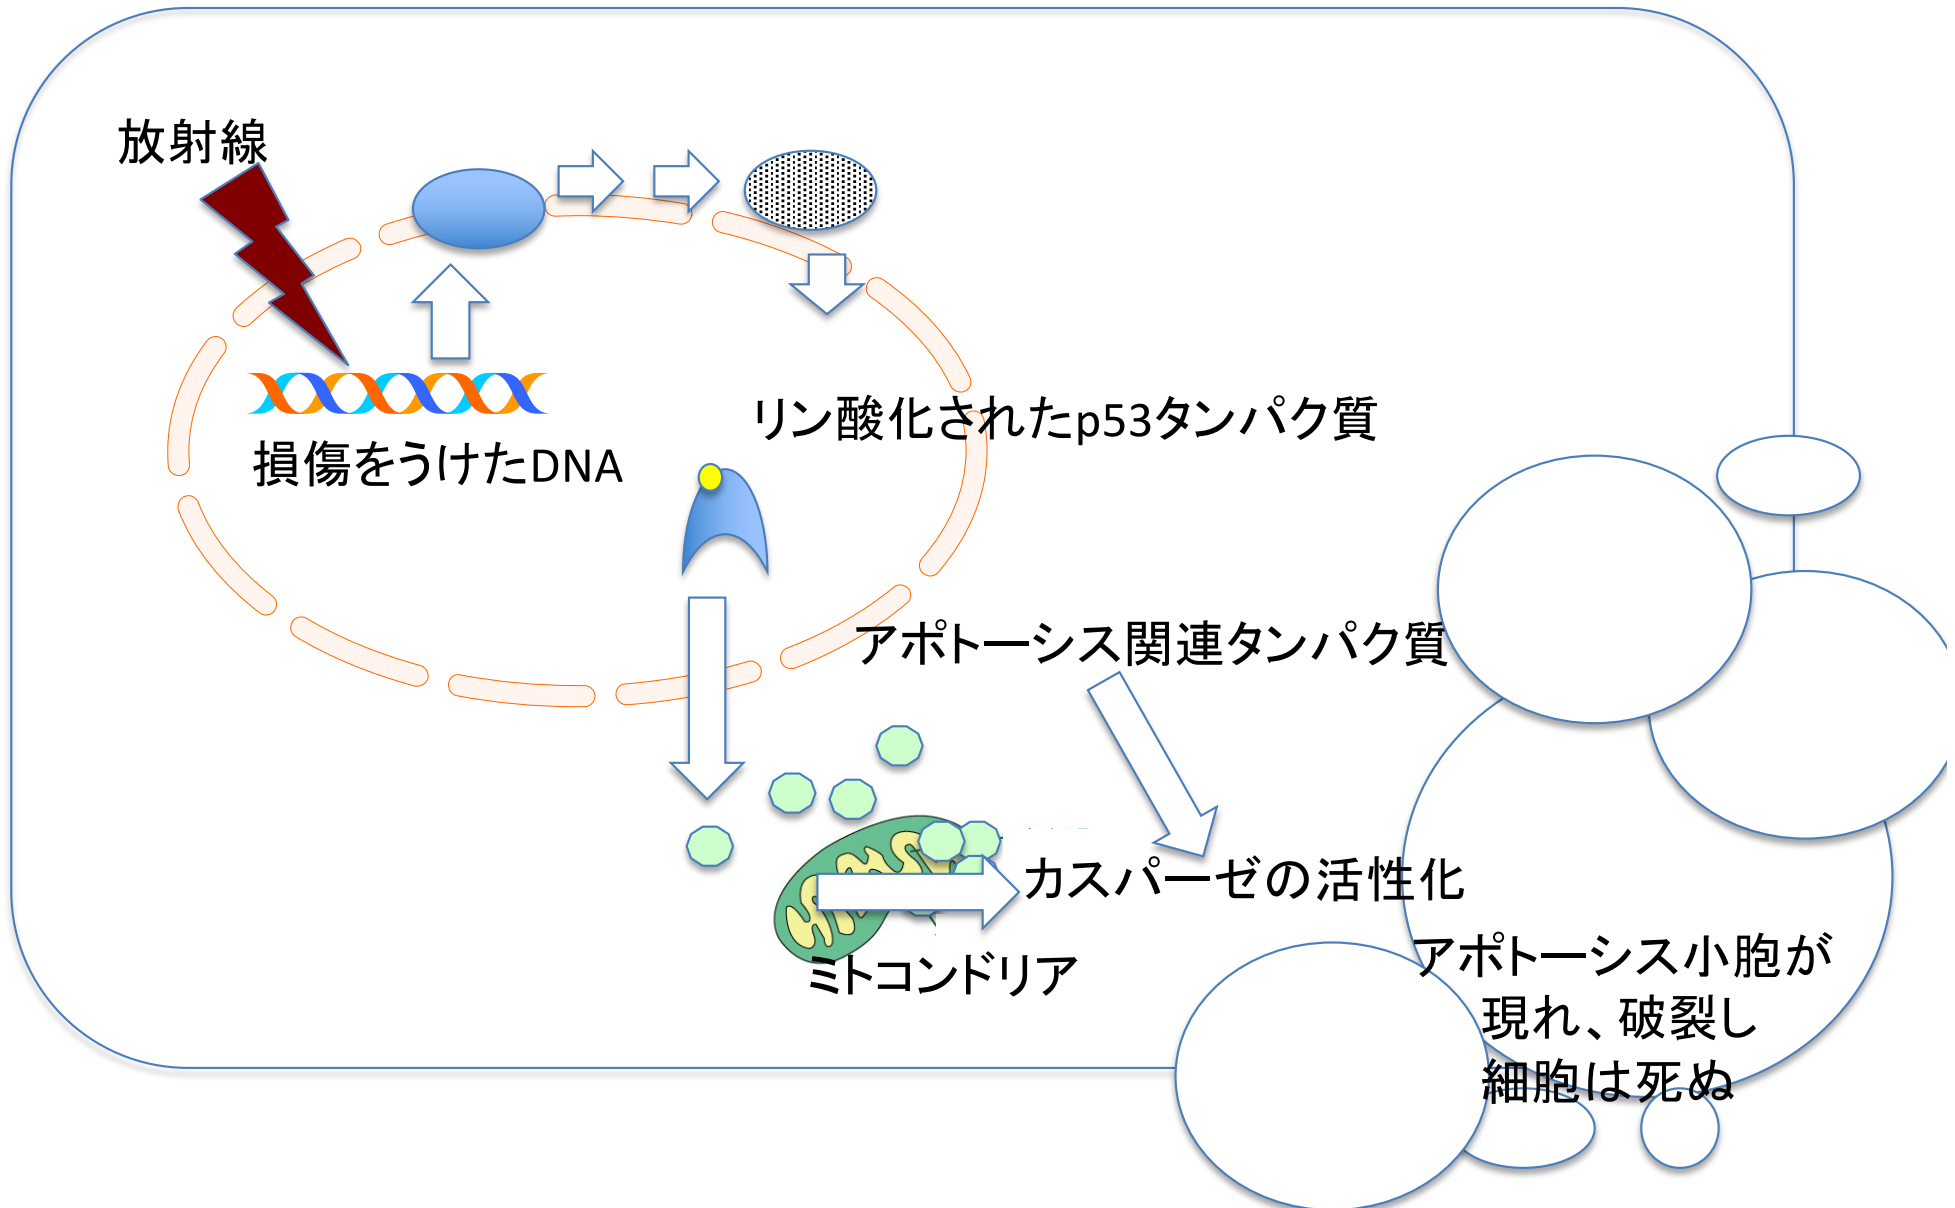 放射線
損傷をうけたDNA
リン酸化されたp53タンパク質
アポトーシス関連タンパク質
カスパーゼの活性化
ミトコンドリア
アポトーシス小胞が
現れ、破裂し
細胞は死ぬ